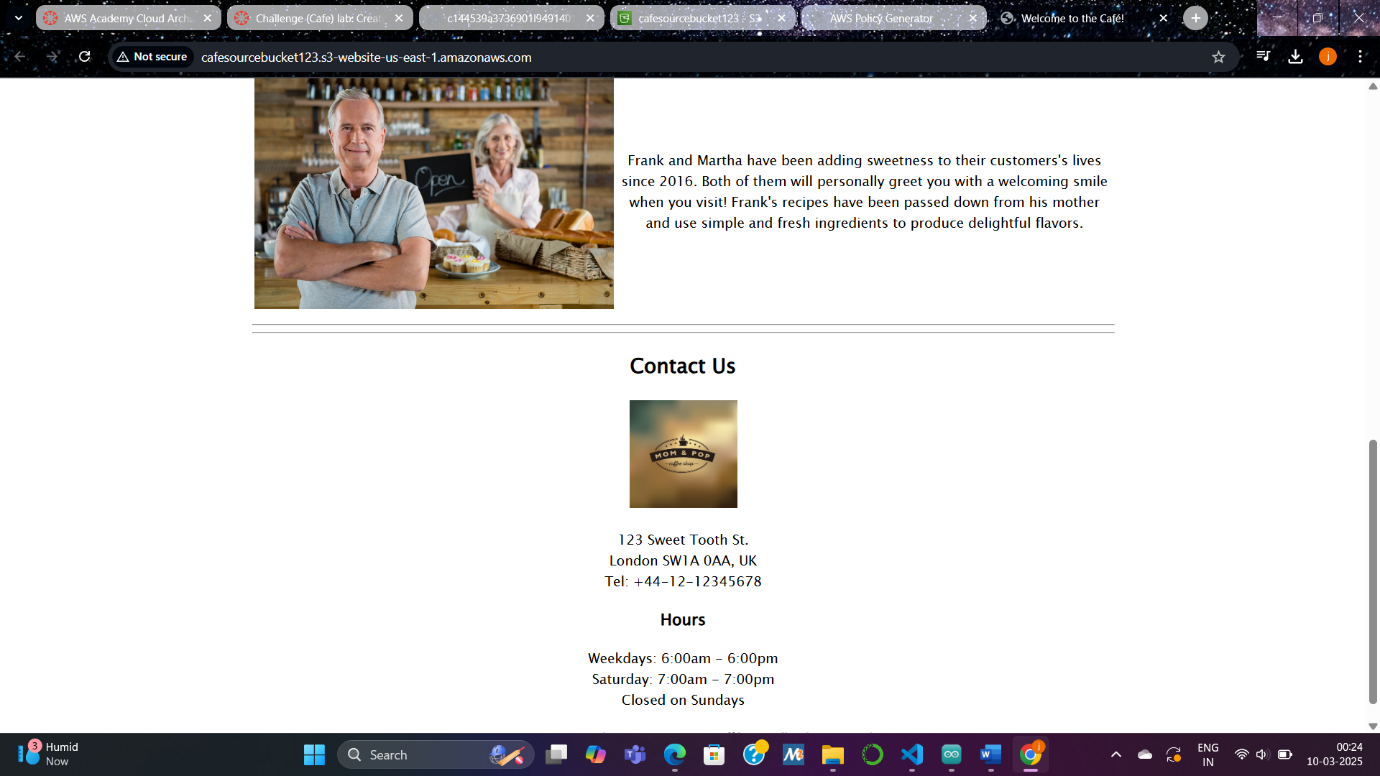 AWS Academy Cloud Arch
Challenge (Cafe) lab: Creat
c144539a3736901l949140
cafesourcebucket123 - S3
AWS Policy Generator
Welcome to the Café!
Not secure
cafesourcebucket123.s3-website-us-east-1.amazonaws.com
j
Open
Frank and Martha have been adding sweetness to their customers's lives
since 2016. Both of them will personally greet you with a welcoming smile
when you visit! Frank's recipes have been passed down from his mother
and use simple and fresh ingredients to produce delightful flavors.
Contact Us
MOM & POP
coffee shop
123 Sweet Tooth St.
London SW1A 0AA, UK
Tel: +44-12-12345678
Hours
Weekdays: 6:00am - 6:00pm
Saturday: 7:00am - 7:00pm
Closed on Sundays
3
Humid
Now
Search
ENG
IN
00:24
10-03-2025